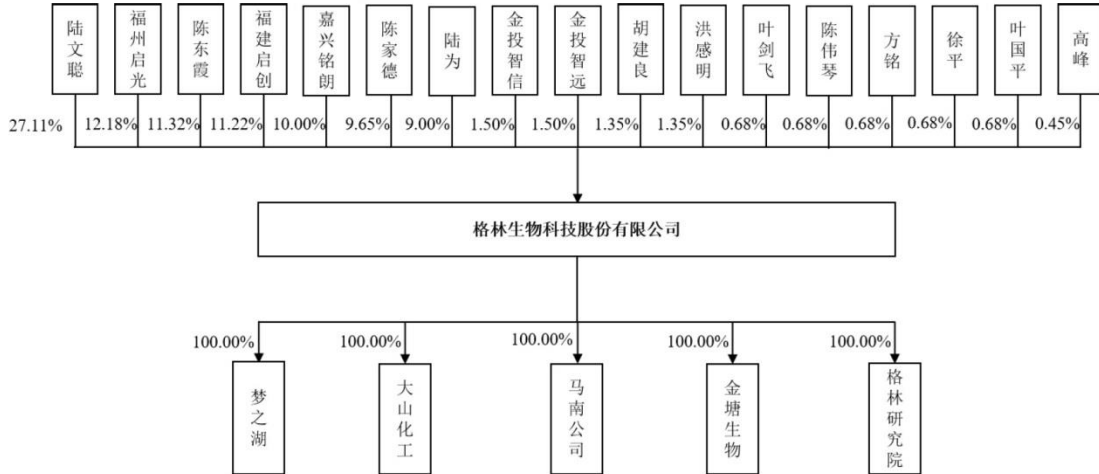 陆文聪
福州启光
陈东霞
福建启创
嘉兴铭朗
陈家德
陆为
金投智信
金投智远
胡建良
洪感明
叶剑飞
陈伟琴
方铭
徐平
叶国平
高峰
27.11%
12.18%
11.32%
11.22%
10.00%
9.65%
9.00%
1.50%
1.50%
1.35%
1.35%
0.68%
0.68%
0.68%
0.68%
0.68%
0.45%
格林生物科技股份有限公司
100.00%
100.00%
100.00%
100.00%
100.00%
梦之湖
大山化工
马南公司
金塘生物
格林研究院